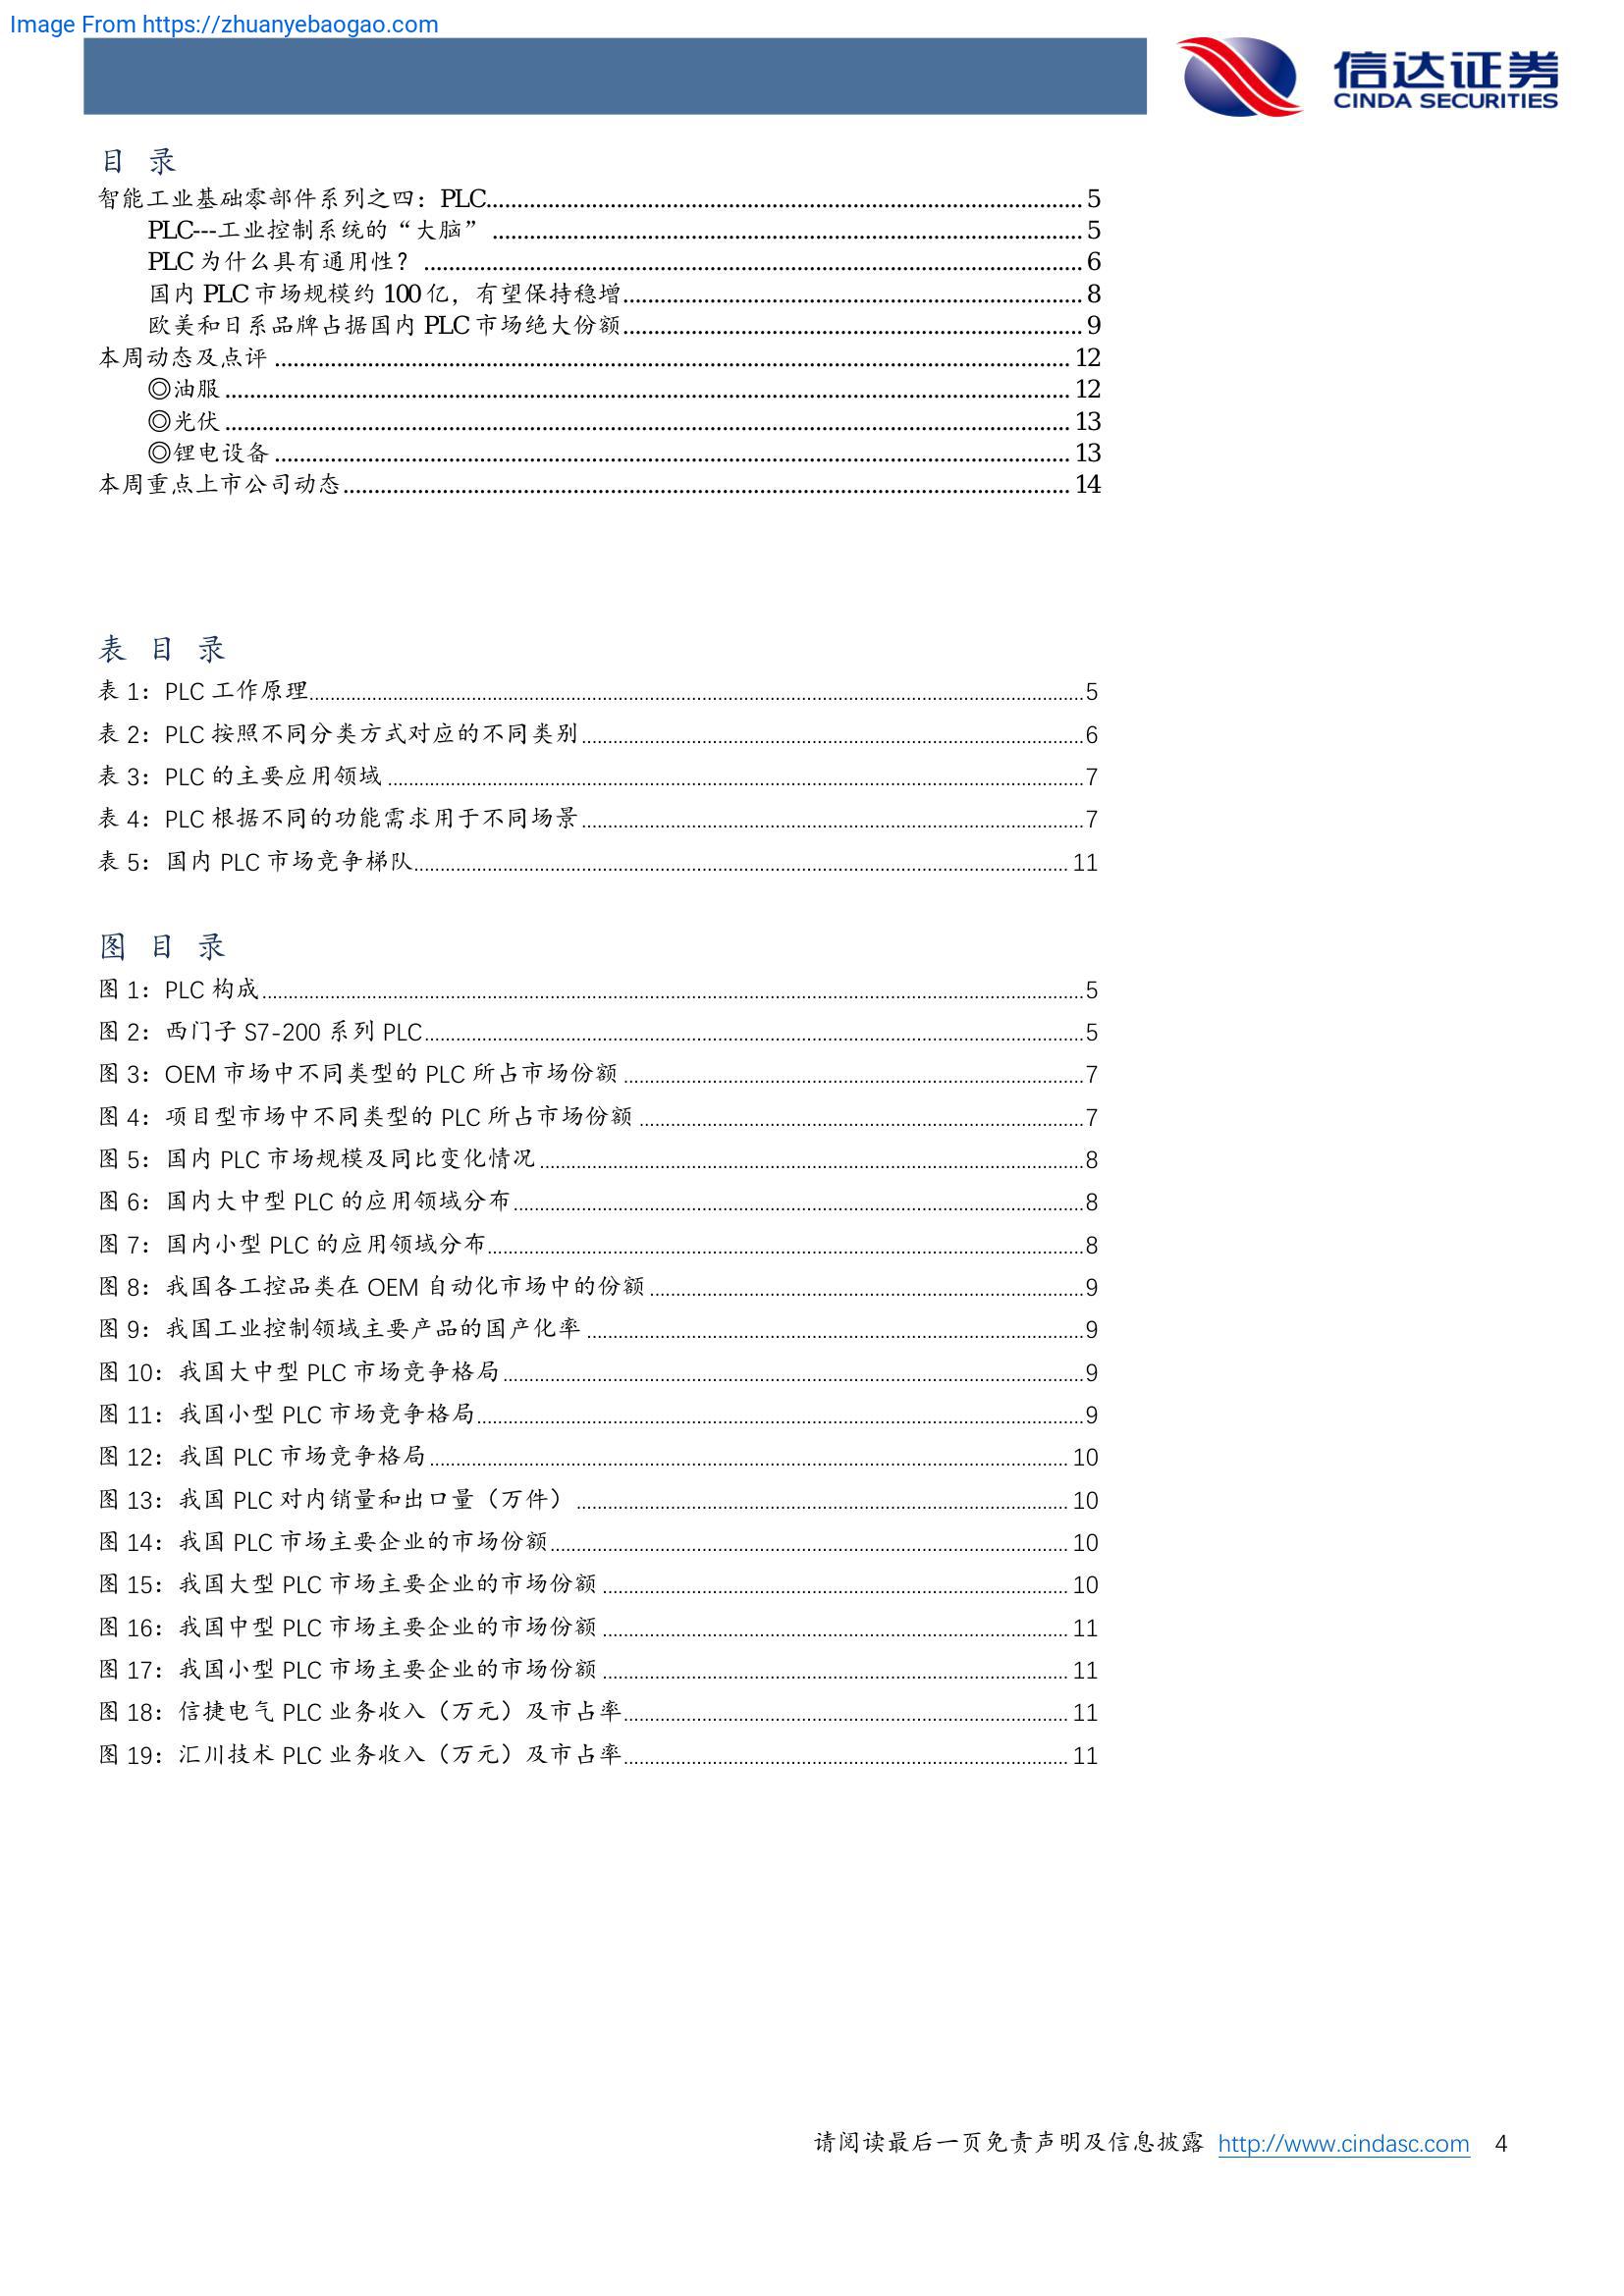 Image From https://zhuanyebaogao.com
信达证券
CINDA SECURITIES
目 录
智能工业基础零部件系列之四：PLC 5
PLC---工业控制系统的“大脑” 5
PLC 为什么具有通用性？ 6
国内 PLC 市场规模约 100 亿，有望保持稳增 8
欧美和日系品牌占据国内 PLC 市场绝大份额 9
本周动态及点评 12
◎油服 12
◎光伏 13
◎锂电设备 13
本周重点上市公司动态 14
表 目 录
表 1：PLC 工作原理 5
表 2：PLC 按照不同分类方式对应的不同类别 6
表 3：PLC 的主要应用领域 7
表 4：PLC 根据不同的功能需求用于不同场景 7
表 5：国内 PLC 市场竞争梯队 11
图 目 录
图 1：PLC 构成 5
图 2：西门子 S7-200 系列 PLC 5
图 3：OEM 市场中不同类型的 PLC 所占市场份额 7
图 4：项目型市场中不同类型的 PLC 所占市场份额 7
图 5：国内 PLC 市场规模及同比变化情况 8
图 6：国内大中型 PLC 的应用领域分布 8
图 7：国内小型 PLC 的应用领域分布 8
图 8：我国各工控品类在 OEM 自动化市场中的份额 9
图 9：我国工业控制领域主要产品的国产化率 9
图 10：我国大中型 PLC 市场竞争格局 9
图 11：我国小型 PLC 市场竞争格局 9
图 12：我国 PLC 市场竞争格局 10
图 13：我国 PLC 对内销量和出口量（万件） 10
图 14：我国 PLC 市场主要企业的市场份额 10
图 15：我国大型 PLC 市场主要企业的市场份额 10
图 16：我国中型 PLC 市场主要企业的市场份额 11
图 17：我国小型 PLC 市场主要企业的市场份额 11
图 18：信捷电气 PLC 业务收入（万元）及市占率 11
图 19：汇川技术 PLC 业务收入（万元）及市占率 11
请阅读最后一页免责声明及信息披露 http://www.cindasc.com 4